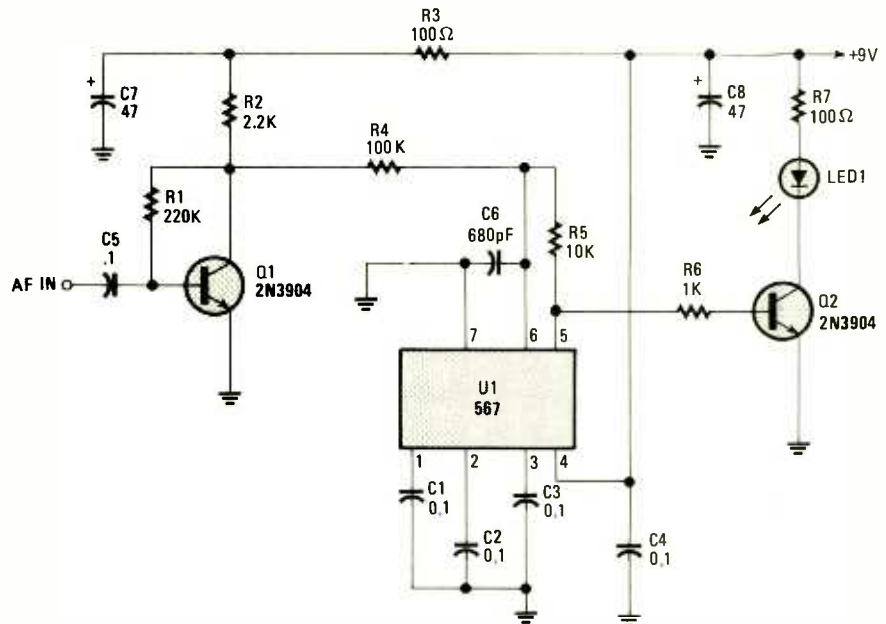 R3
100Ω
+9V
+
C7
47
R2
2.2K
+
C8
47
R7
100Ω
R4
100K
LED1
R1
220K
C6
680pF
R5
10K
C5
.1
Q1
2N3904
AF IN
R6
1K
Q2
2N3904
7
6
5
U1
567
1
2
3
4
C1
0,1
C3
0,1
C2
0,1
C4
0,1